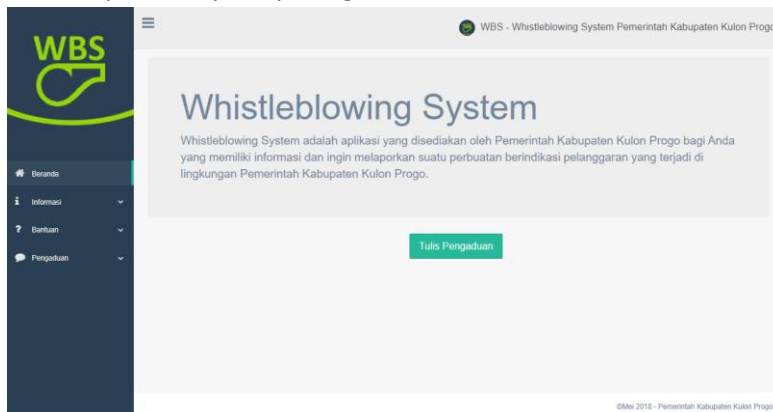 WBS
Beranda
Informasi
Bantuan
Pengaduan
WBS - Whistleblowing System Pemerintah Kabupaten Kulon Progo
Whistleblowing System
Whistleblowing System adalah aplikasi yang disediakan oleh Pemerintah Kabupaten Kulon Progo bagi Anda
yang memiliki informasi dan ingin melaporkan suatu perbuatan berindikasi pelanggaran yang terjadi di
lingkungan Pemerintah Kabupaten Kulon Progo.
Tulis Pengaduan
©Mei 2018 - Pemerintah Kabupaten Kulon Progo